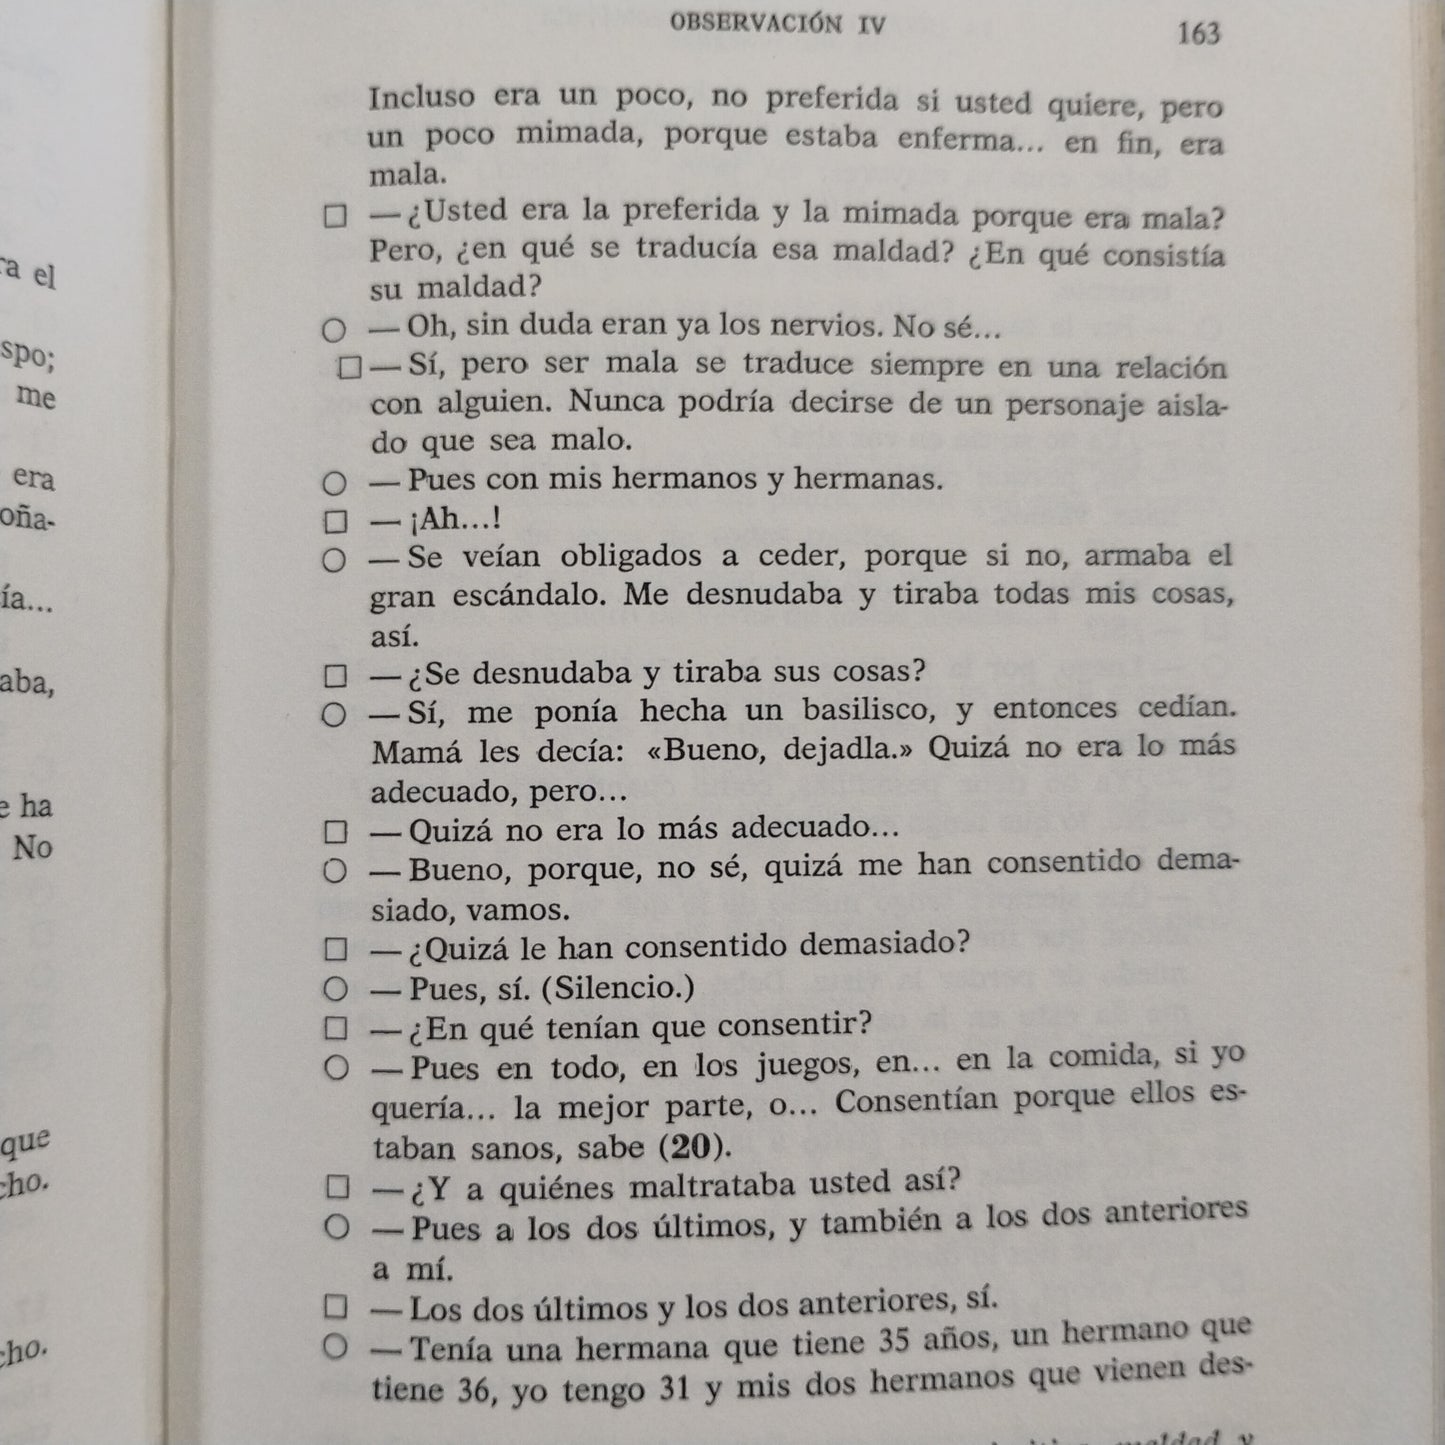 OBSERVACIÓN IV 163
Incluso era un poco, no preferida si usted quiere, pero
un poco mimada, porque estaba enferma... en fin, era
mala.
□ —¿Usted era la preferida y la mimada porque era mala?
Pero, ¿en qué se traducía esa maldad? ¿En qué consistía
su maldad?
○ —Oh, sin duda eran ya los nervios. No sé...
□ —Sí, pero ser mala se traduce siempre en una relación
con alguien. Nunca podría decirse de un personaje aisla-
do que sea malo.
○ —Pues con mis hermanos y hermanas.
□ —¡Ah...!
○ —Se veían obligados a ceder, porque si no, armaba el
gran escándalo. Me desnudaba y tiraba todas mis cosas,
así.
□ —¿Se desnudaba y tiraba sus cosas?
○ —Sí, me ponía hecha un basilisco, y entonces cedían.
Mamá les decía: «Bueno, dejadla.» Quizá no era lo más
adecuado, pero...
□ —Quizá no era lo más adecuado...
○ —Bueno, porque, no sé, quizá me han consentido dema-
siado, vamos.
□ —¿Quizá le han consentido demasiado?
○ —Pues, sí. (Silencio.)
□ —¿En qué tenían que consentir?
○ —Pues en todo, en los juegos, en... en la comida, si yo
quería... la mejor parte, o... Consentían porque ellos es-
taban sanos, sabe (20).
□ —¿Y a quiénes maltrataba usted así?
○ —Pues a los dos últimos, y también a los dos anteriores
a mí.
□ —Los dos últimos y los dos anteriores, sí.
○ —Tenía una hermana que tiene 35 años, un hermano que
tiene 36, yo tengo 31 y mis dos hermanos que vienen des-
maldad y
el
me
era
ha
No
que